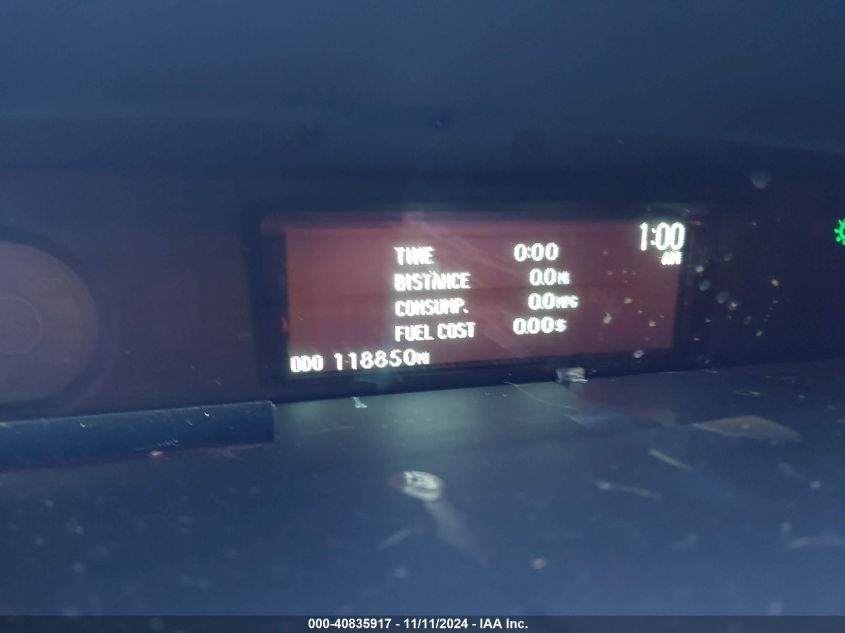 1:00
AM
TIME 0:00
DISTANCE 0.0MI
CONSUMP. 0.0MPG
FUEL COST 0.00$
ODO 118850MI
000-40835917 - 11/11/2024 - IAA Inc.